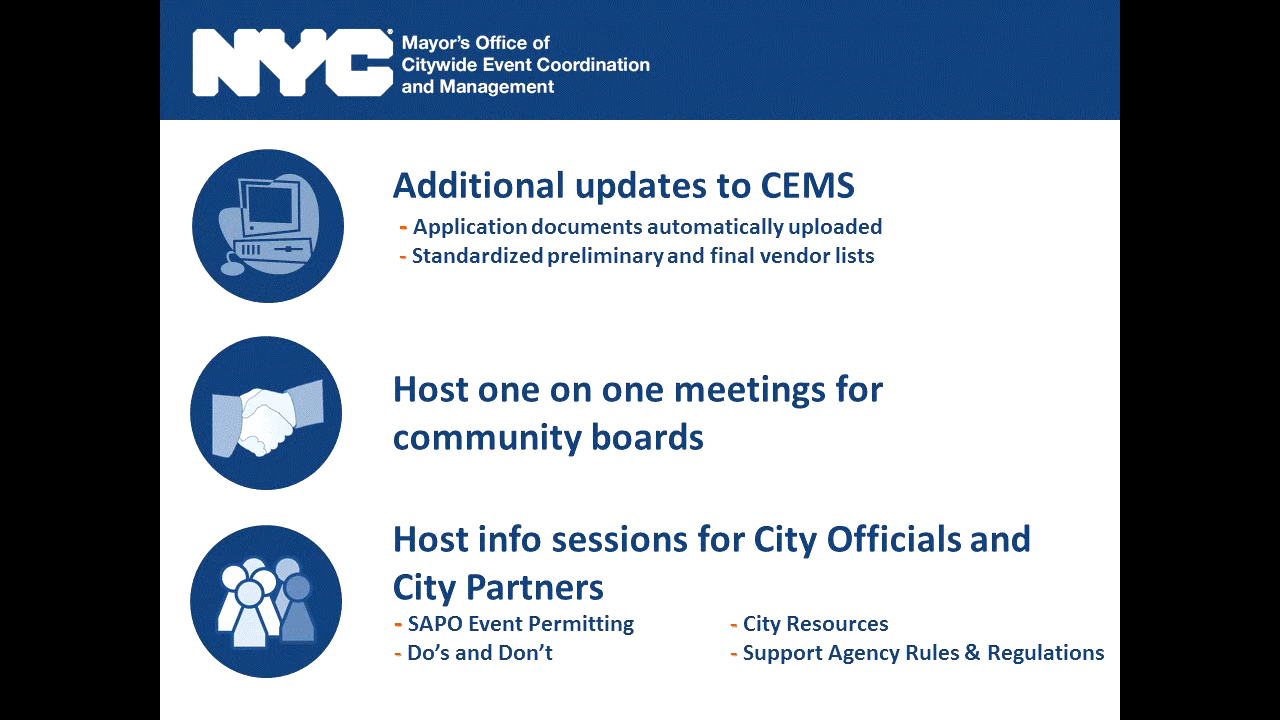 NYC
Mayor's Office of
Citywide Event Coordination
and Management
Additional updates to CEMS
- Application documents automatically uploaded
- Standardized preliminary and final vendor lists
Host one on one meetings for
community boards
Host info sessions for City Officials and
City Partners
- SAPO Event Permitting
- Do's and Don't
- City Resources
- Support Agency Rules & Regulations